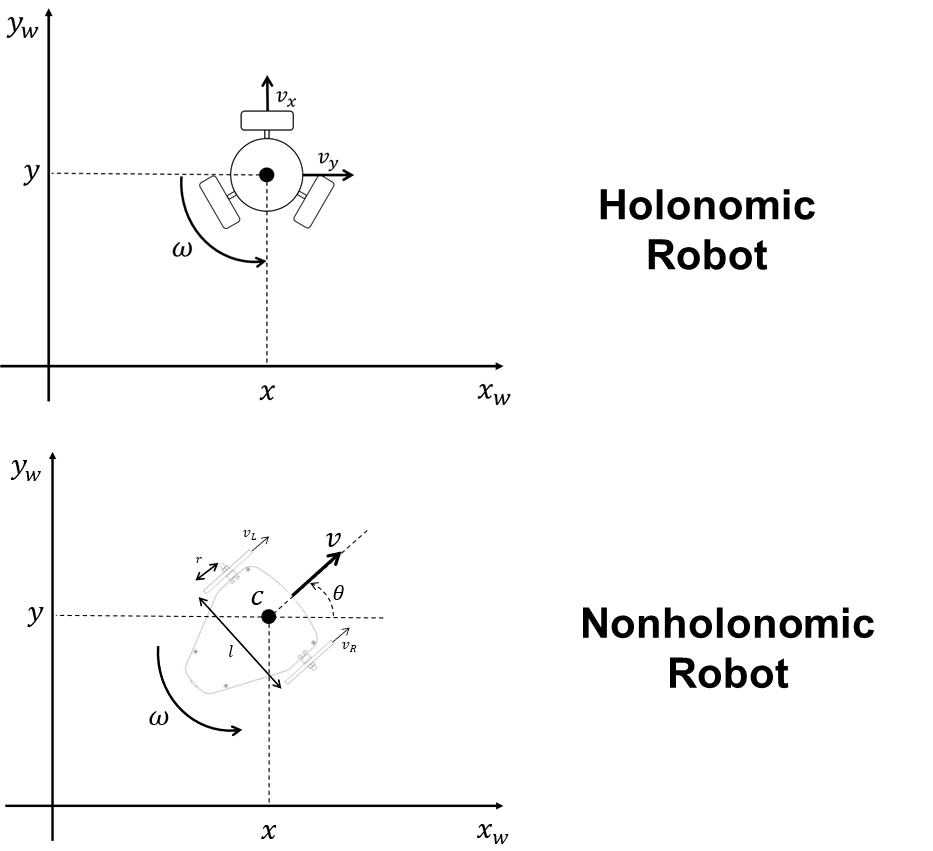 y_w
v_x
v_y
y
ω
x
x_w
Holonomic
Robot
y_w
v_L
v
r
θ
c
y
l
v_R
ω
x
x_w
Nonholonomic
Robot